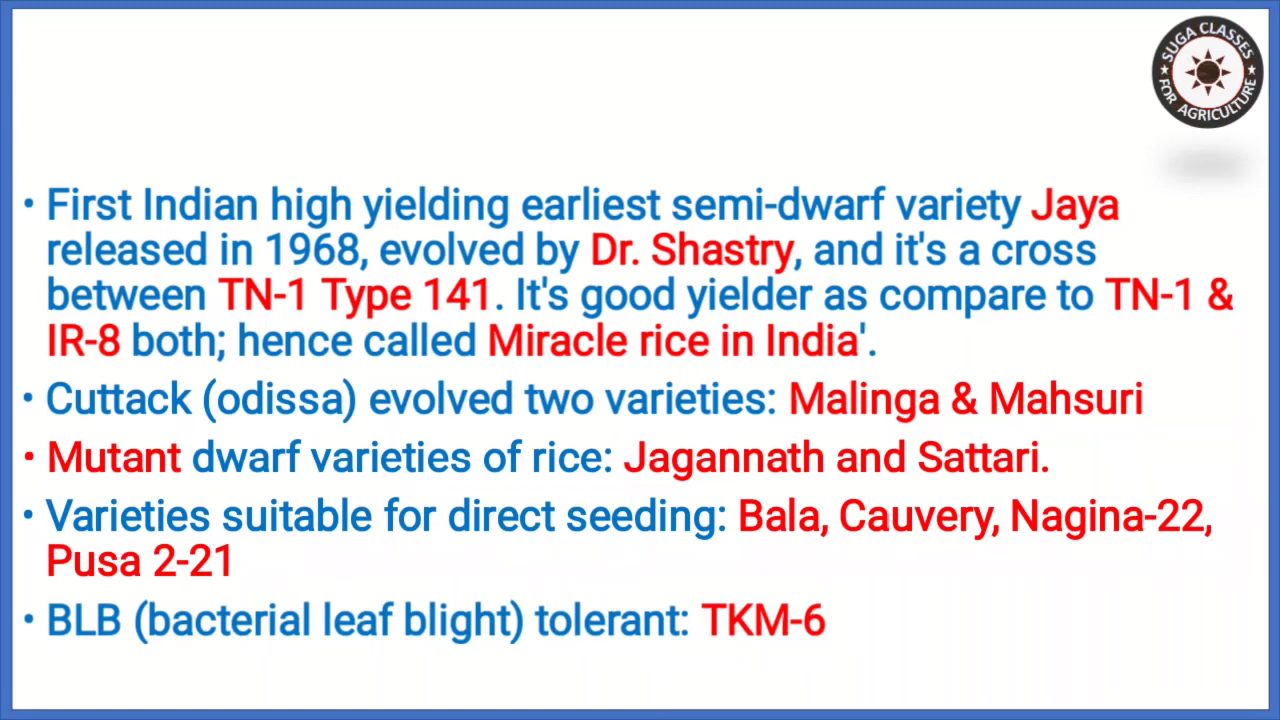 SUGA CLASSES
FOR AGRICULTURE
• First Indian high yielding earliest semi-dwarf variety Jaya
released in 1968, evolved by Dr. Shastry, and it's a cross
between TN-1 Type 141. It's good yielder as compare to TN-1 &
IR-8 both; hence called Miracle rice in India'.
• Cuttack (odissa) evolved two varieties: Malinga & Mahsuri
• Mutant dwarf varieties of rice: Jagannath and Sattari.
• Varieties suitable for direct seeding: Bala, Cauvery, Nagina-22,
Pusa 2-21
• BLB (bacterial leaf blight) tolerant: TKM-6